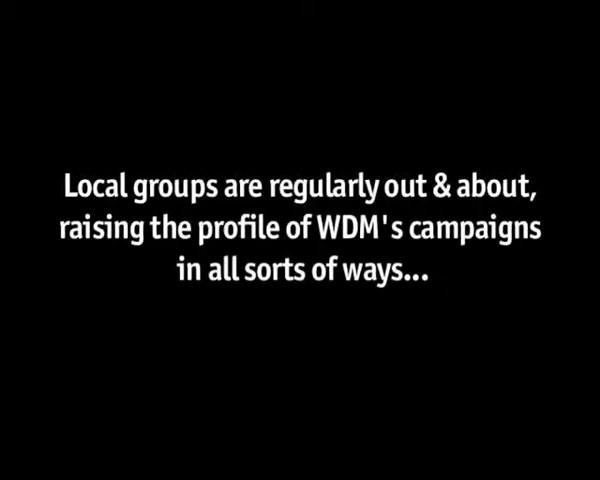 Local groups are regularly out & about,
raising the profile of WDM's campaigns
in all sorts of ways...